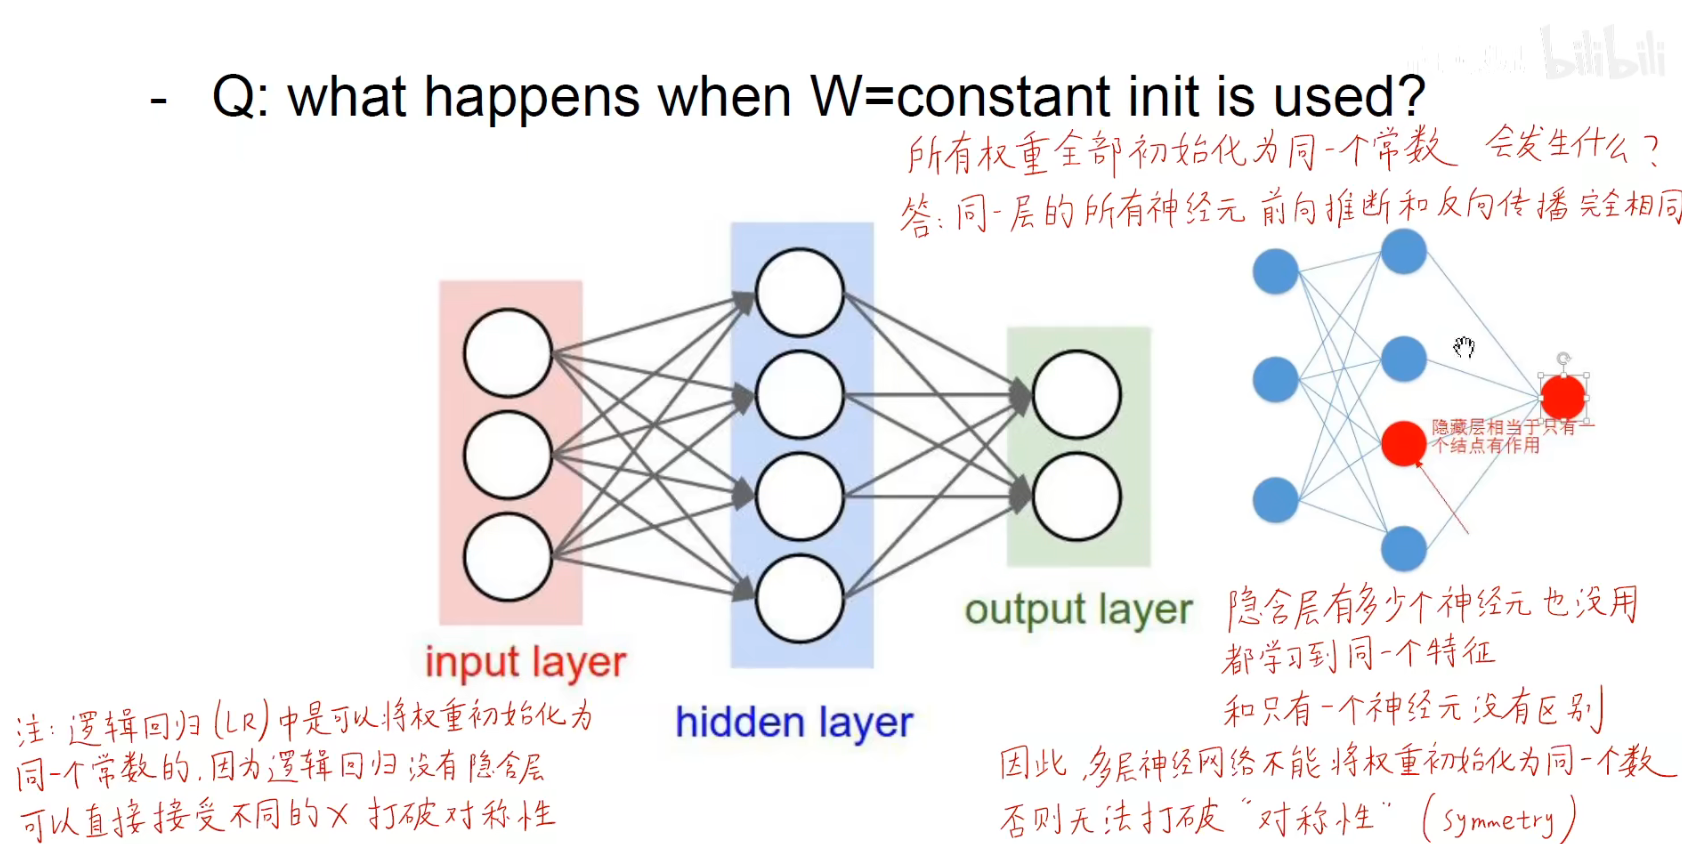 bilibili
- Q: what happens when W=constant init is used?
所有权重全部初始化为同一个常数 会发生什么?
答:同一层的所有神经元 前向推断和反向传播完全相同
隐藏层相当于只有一
个结点有作用
input layer
hidden layer
output layer
隐含层有多少个神经元也没用
都学习到同一个特征
和只有一个神经元没有区别
因此,多层神经网络不能将权重初始化为同一个数
否则无法打破“对称性”(symmetry)
注:逻辑回归(LR)中是可以将权重初始化为
同一个常数的,因为逻辑回归没有隐含层
可以直接接受不同的X 打破对称性